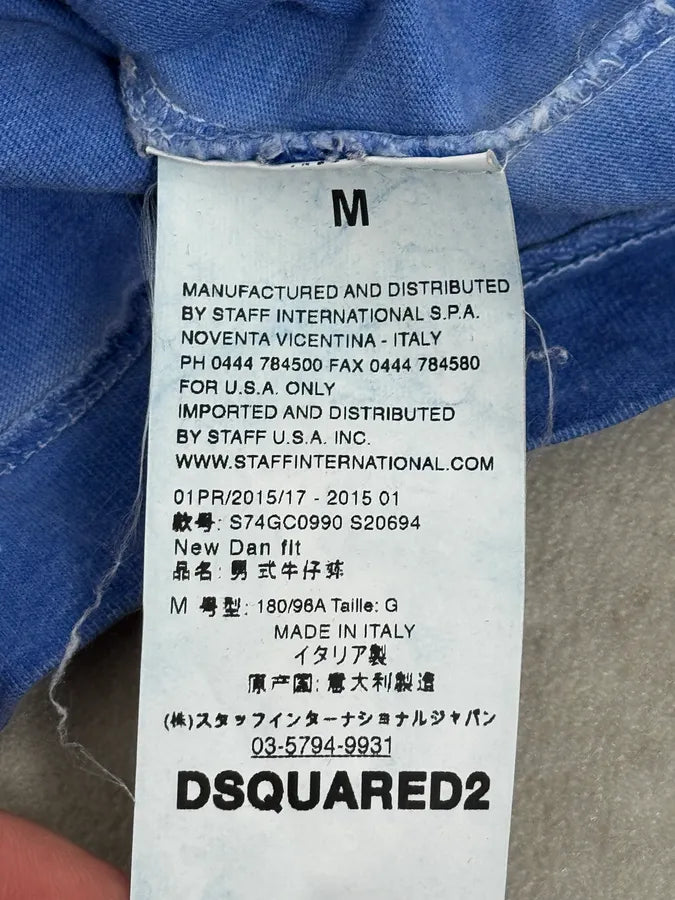 M
MANUFACTURED AND DISTRIBUTED
BY STAFF INTERNATIONAL S.P.A.
NOVENTA VICENTINA - ITALY
PH 0444 784500 FAX 0444 784580
FOR U.S.A. ONLY
IMPORTED AND DISTRIBUTED
BY STAFF U.S.A. INC.
WWW.STAFFINTERNATIONAL.COM
01PR/2015/17 - 2015 01
款号: S74GC0990 S20694
New Dan fit
品名: 男式牛仔
M 号型: 180/96A Taille: G
MADE IN ITALY
イタリア製
原产国: 意大利製造
(株)スタッフインターナショナルジャパン
03-5794-9931
DSQUARED2